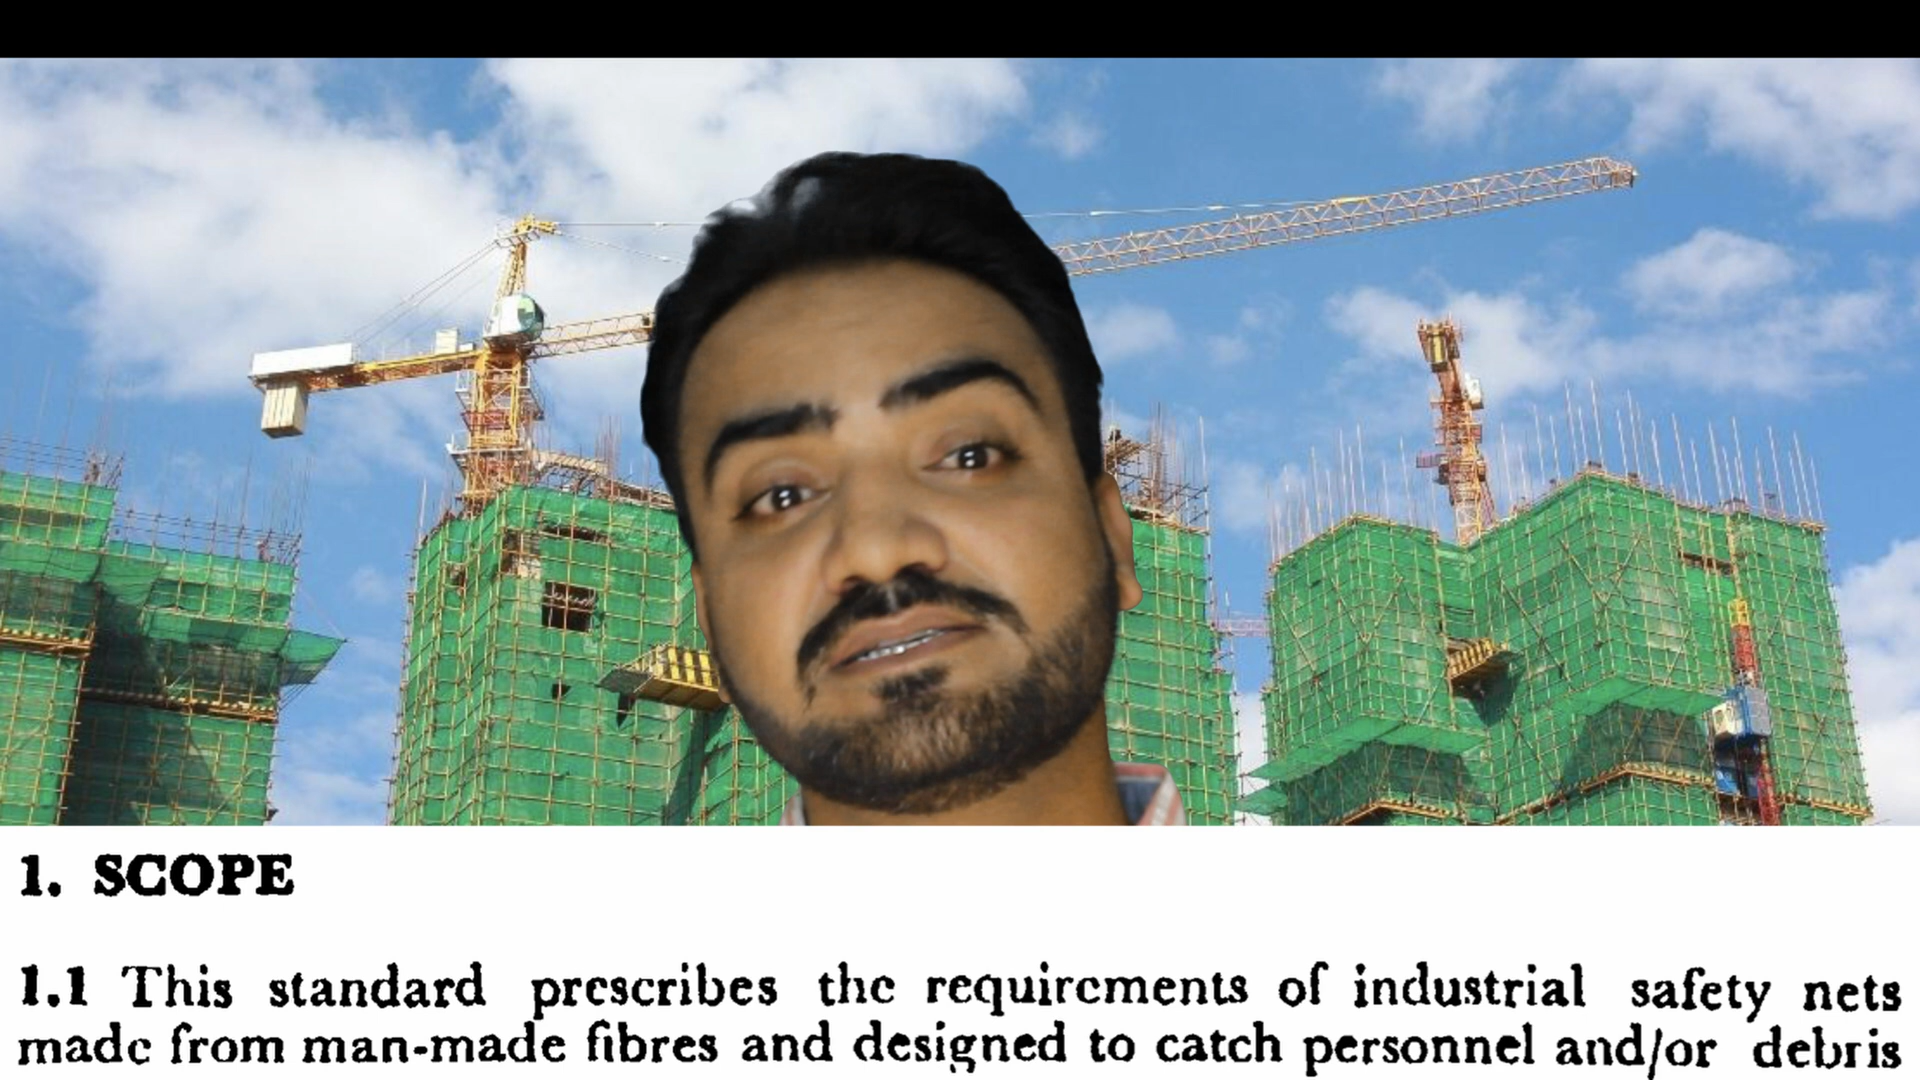 1. SCOPE
1.1 This standard prescribes the requirements of industrial safety nets
made from man-made fibres and designed to catch personnel and/or debris